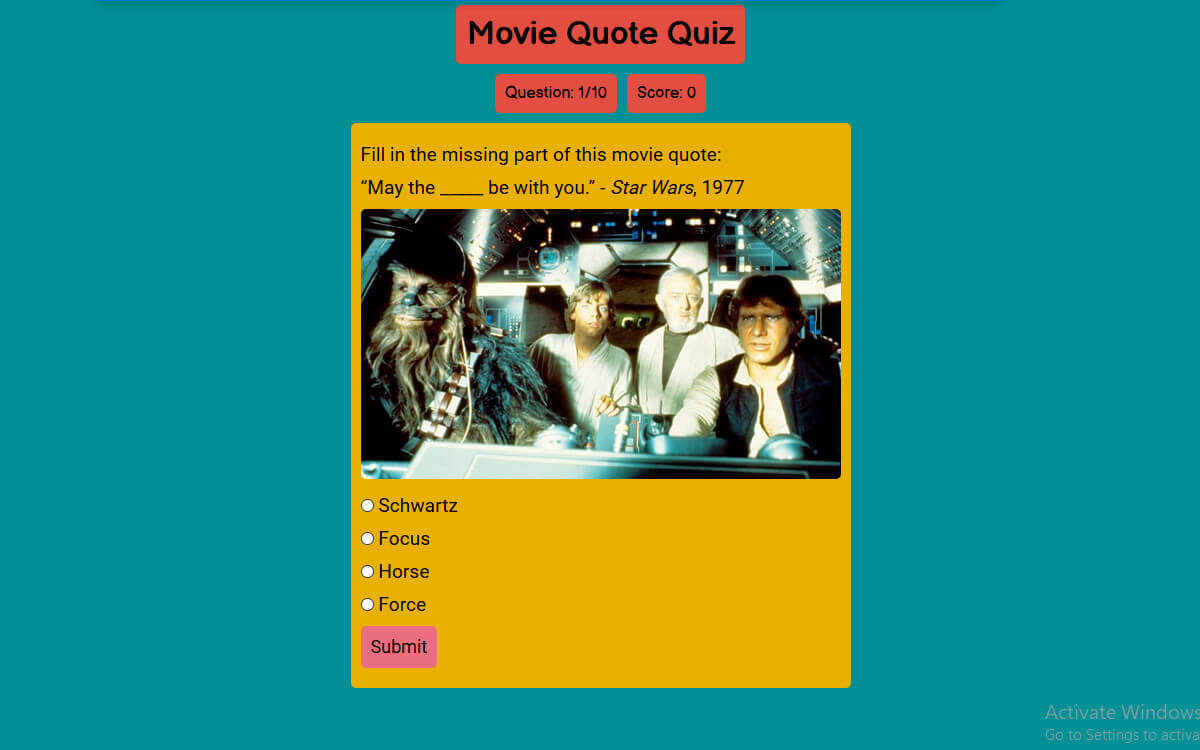 Movie Quote Quiz
Question: 1/10 Score: 0
Fill in the missing part of this movie quote:
“May the _____ be with you.” - Star Wars, 1977
Schwartz
Focus
Horse
Force
Submit
Activate Windows
Go to Settings to activa